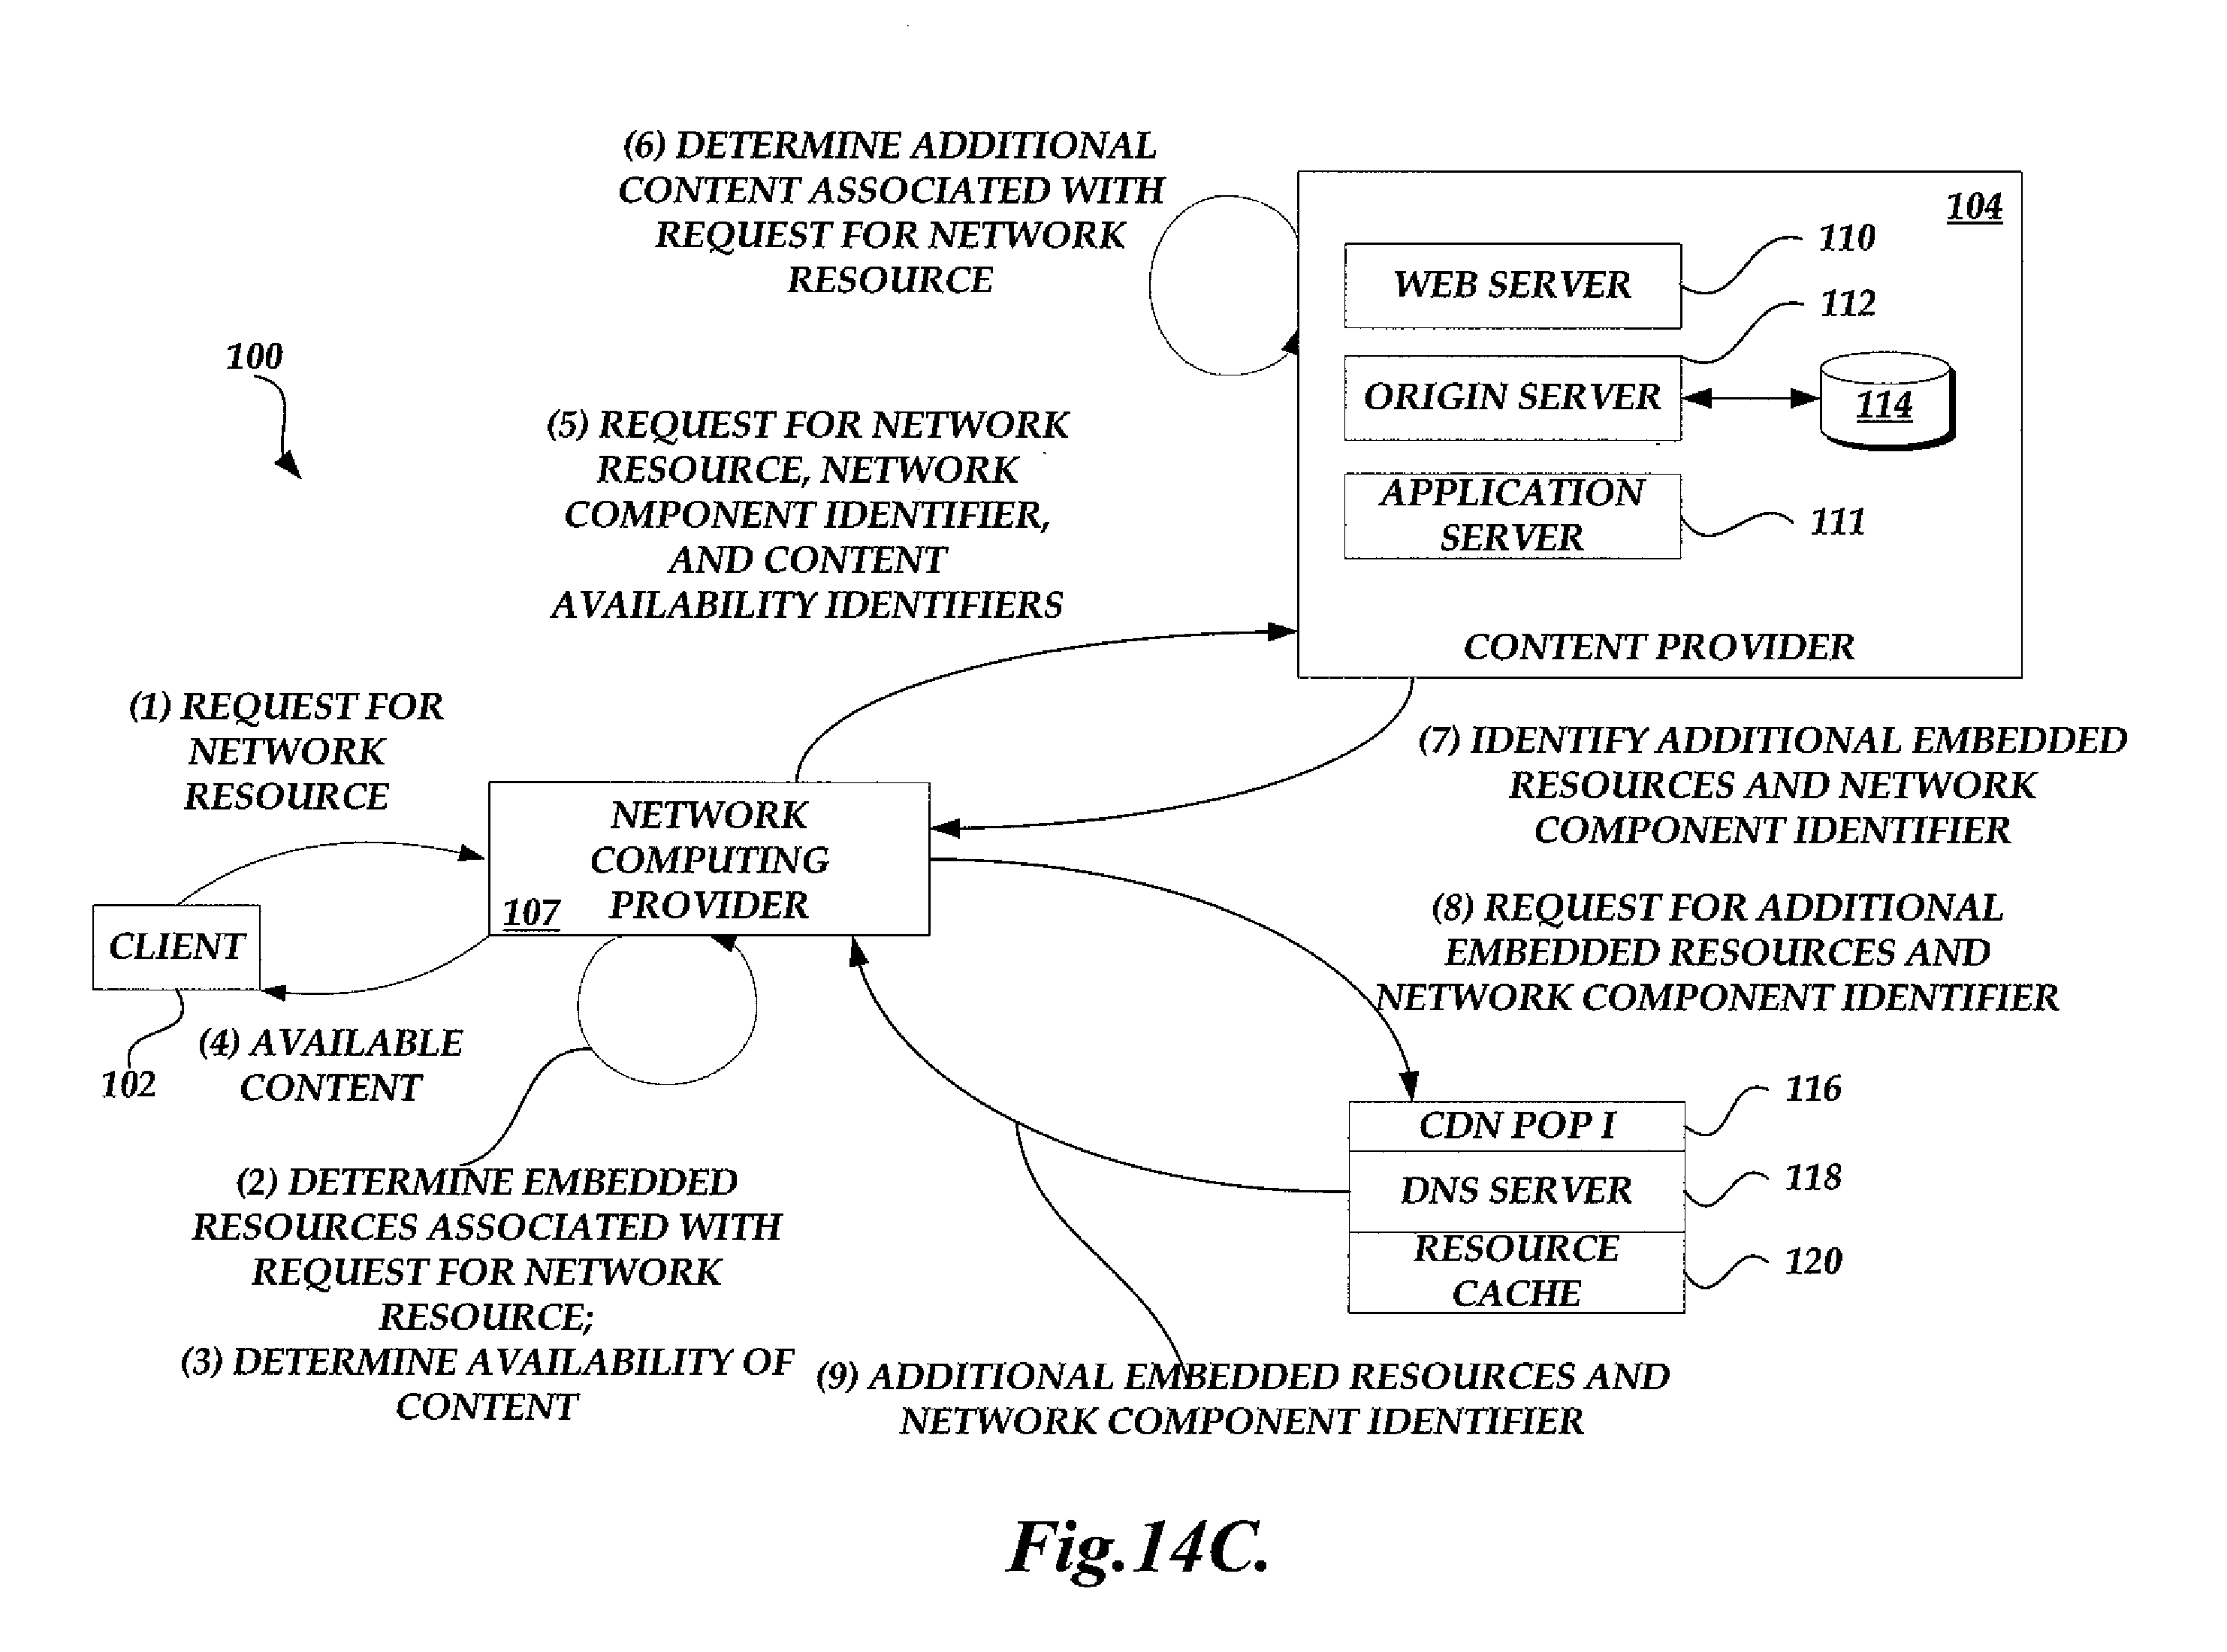 (6) DETERMINE ADDITIONAL
CONTENT ASSOCIATED WITH
REQUEST FOR NETWORK
RESOURCE
104
110
WEB SERVER
112
ORIGIN SERVER
114
APPLICATION
SERVER
111
CONTENT PROVIDER
100
(5) REQUEST FOR NETWORK
RESOURCE, NETWORK
COMPONENT IDENTIFIER,
AND CONTENT
AVAILABILITY IDENTIFIERS
(1) REQUEST FOR
NETWORK
RESOURCE
(7) IDENTIFY ADDITIONAL EMBEDDED
RESOURCES AND NETWORK
COMPONENT IDENTIFIER
NETWORK
COMPUTING
PROVIDER
107
CLIENT
102
(4) AVAILABLE
CONTENT
(8) REQUEST FOR ADDITIONAL
EMBEDDED RESOURCES AND
NETWORK COMPONENT IDENTIFIER
CDN POP I
116
DNS SERVER
118
RESOURCE
CACHE
120
(2) DETERMINE EMBEDDED
RESOURCES ASSOCIATED WITH
REQUEST FOR NETWORK
RESOURCE;
(3) DETERMINE AVAILABILITY OF
CONTENT
(9) ADDITIONAL EMBEDDED RESOURCES AND
NETWORK COMPONENT IDENTIFIER
Fig.14C.